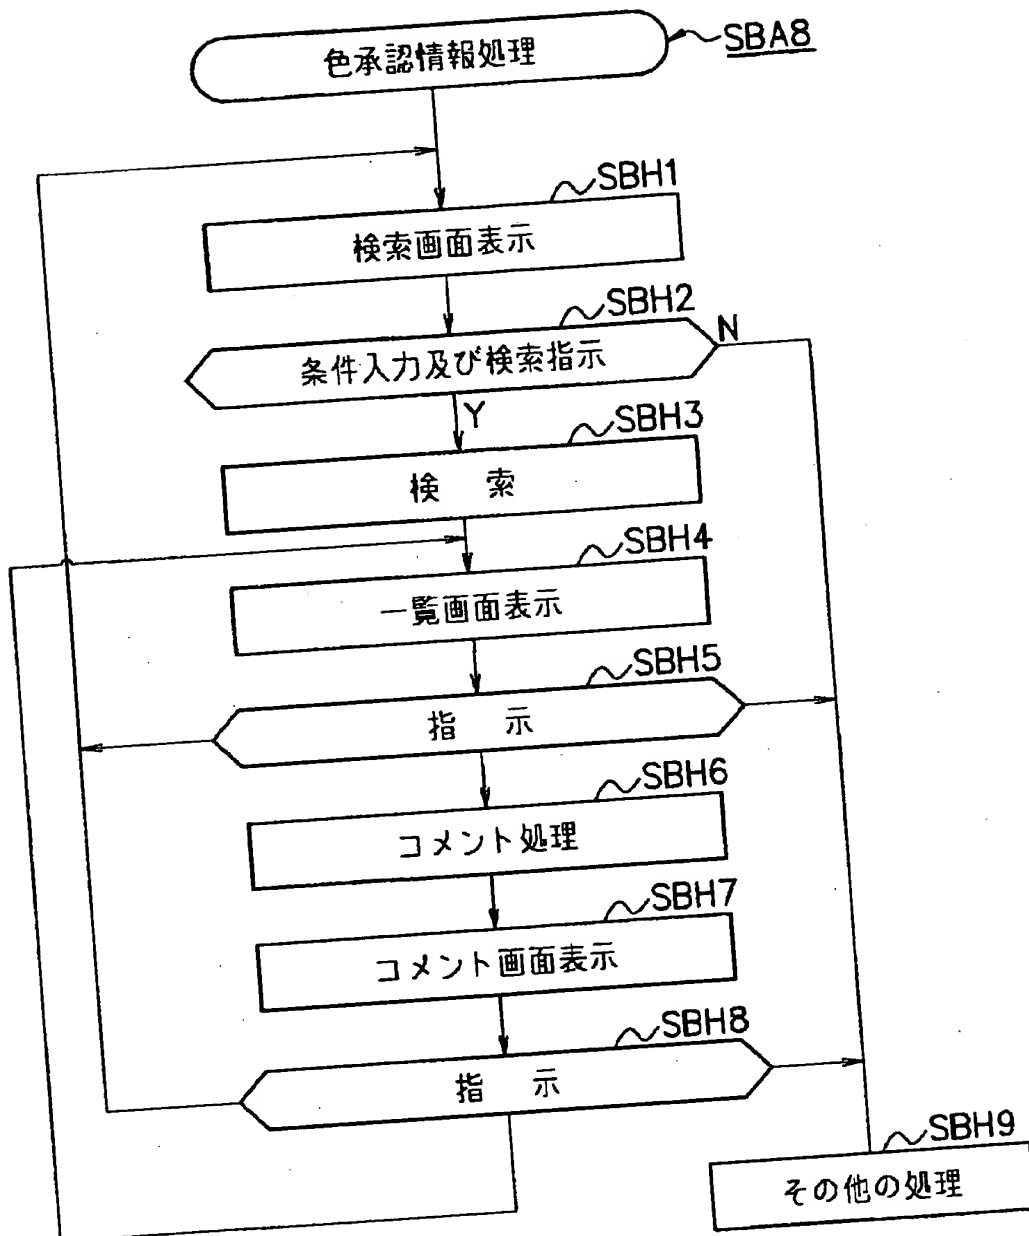 色承認情報処理
SBA8
SBH1
検索画面表示
SBH2
条件入力及び検索指示
N
Y
SBH3
検 索
SBH4
一覧画面表示
SBH5
指 示
SBH6
コメント処理
SBH7
コメント画面表示
SBH8
指 示
SBH9
その他の処理